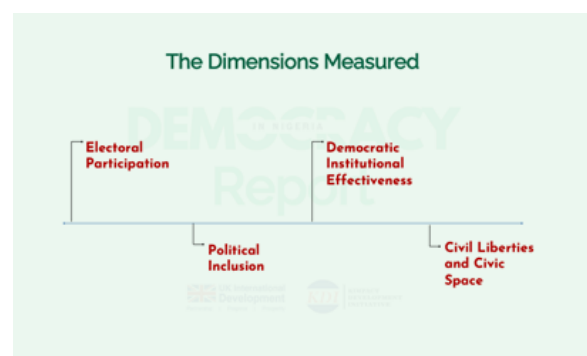 The Dimensions Measured
DEMOCRACY
IN NIGERIA
Report
Electoral
Participation
Democratic
Institutional
Effectiveness
Political
Inclusion
Civil Liberties
and Civic
Space
UK International
Development